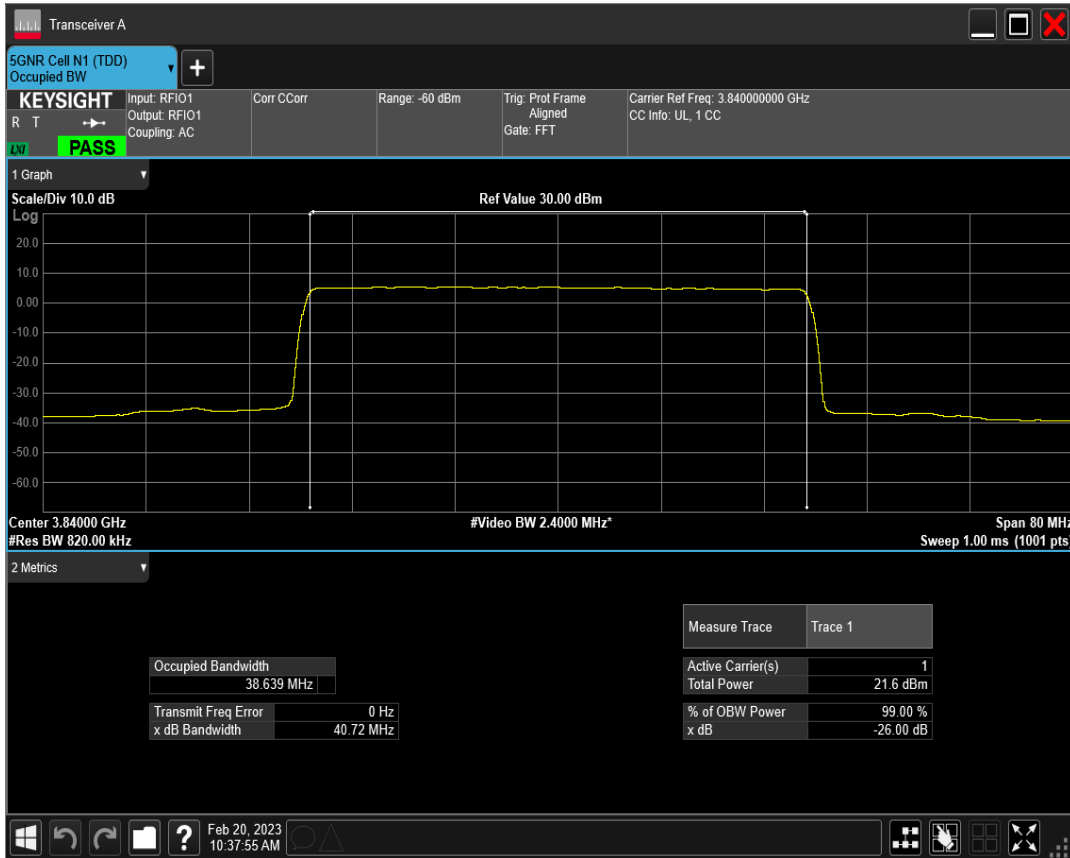 Transceiver A
5GNR Cell N1 (TDD)
Occupied BW
+
KEYSIGHT
R T
LXI
PASS
Input: RFIO1
Output: RFIO1
Coupling: AC
Corr CCorr
Range: -60 dBm
Trig: Prot Frame
Aligned
Gate: FFT
Carrier Ref Freq: 3.840000000 GHz
CC Info: UL, 1 CC
1 Graph
Scale/Div 10.0 dB
Ref Value 30.00 dBm
Log
20.0
10.0
0.00
-10.0
-20.0
-30.0
-40.0
-50.0
-60.0
Center 3.84000 GHz
#Video BW 2.4000 MHz*
Span 80 MHz
#Res BW 820.00 kHz
Sweep 1.00 ms (1001 pts)
2 Metrics
Measure Trace Trace 1
Occupied Bandwidth
38.639 MHz
Active Carrier(s) 1
Total Power 21.6 dBm
Transmit Freq Error 0 Hz
x dB Bandwidth 40.72 MHz
% of OBW Power 99.00 %
x dB -26.00 dB
?
Feb 20, 2023
10:37:55 AM